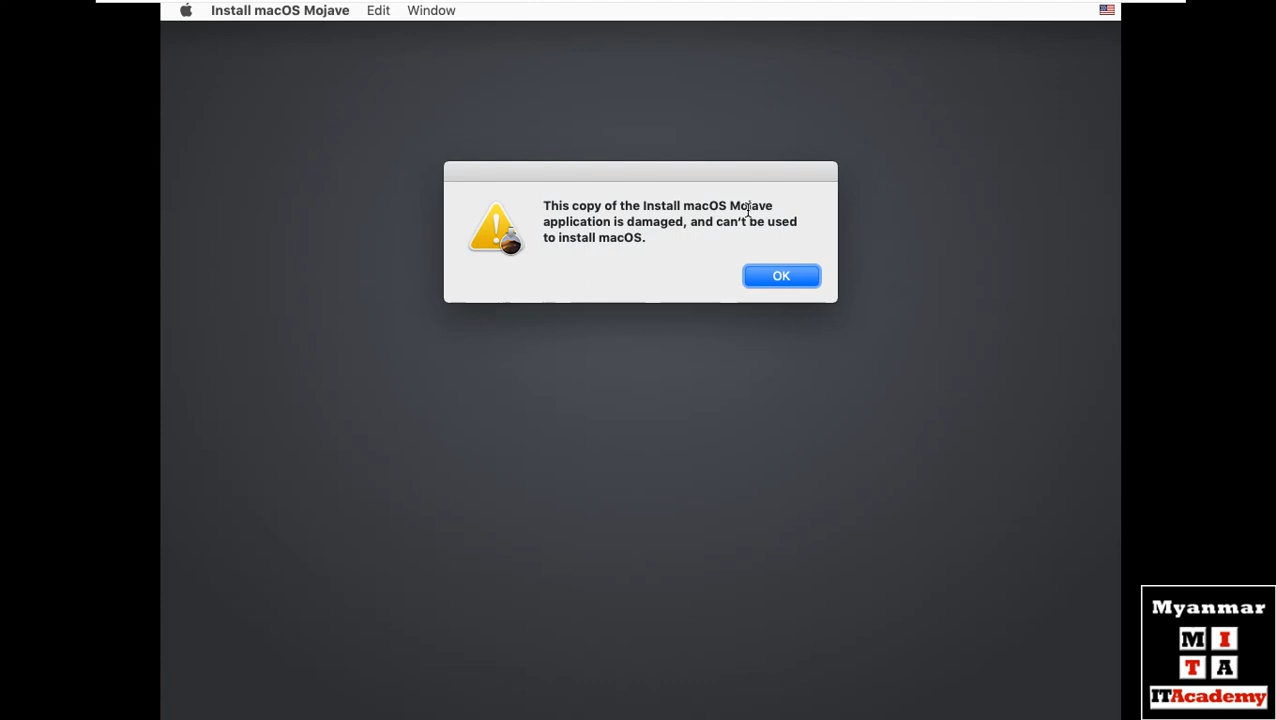 Install macOS Mojave Edit Window
This copy of the Install macOS Mojave
application is damaged, and can't be used
to install macOS.
OK
Myanmar
M I
T A
ITAcademy